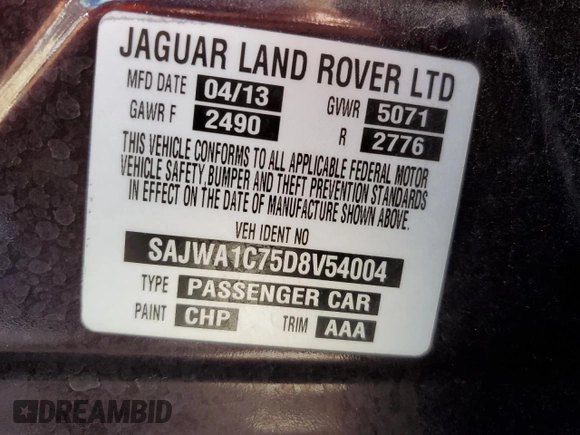 JAGUAR LAND ROVER LTD
MFD DATE 04/13 GVWR 5071
GAWR F 2490 R 2776
THIS VEHICLE CONFORMS TO ALL APPLICABLE FEDERAL MOTOR
VEHICLE SAFETY,BUMPER AND THEFT PREVENTION STANDARDS
IN EFFECT ON THE DATE OF MANUFACTURE SHOWN ABOVE.
VEH IDENT NO
SAJWA1C75D8V54004
TYPE PASSENGER CAR
PAINT CHP TRIM AAA
DREAMBID